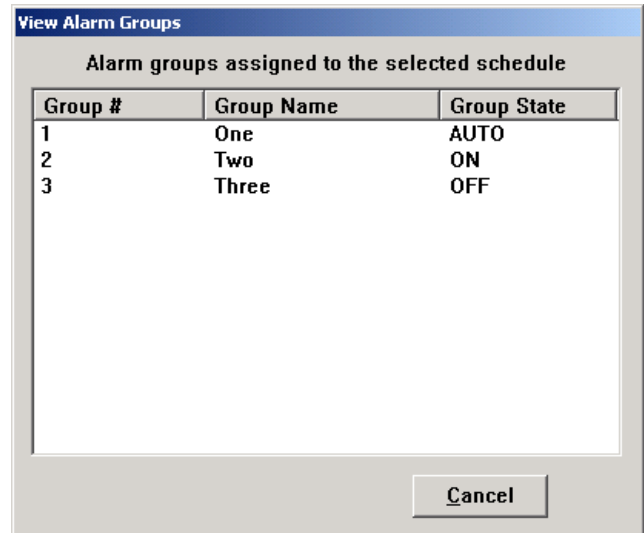 View Alarm Groups
Alarm groups assigned to the selected schedule
Group # Group Name Group State
1 One AUTO
2 Two ON
3 Three OFF
Cancel